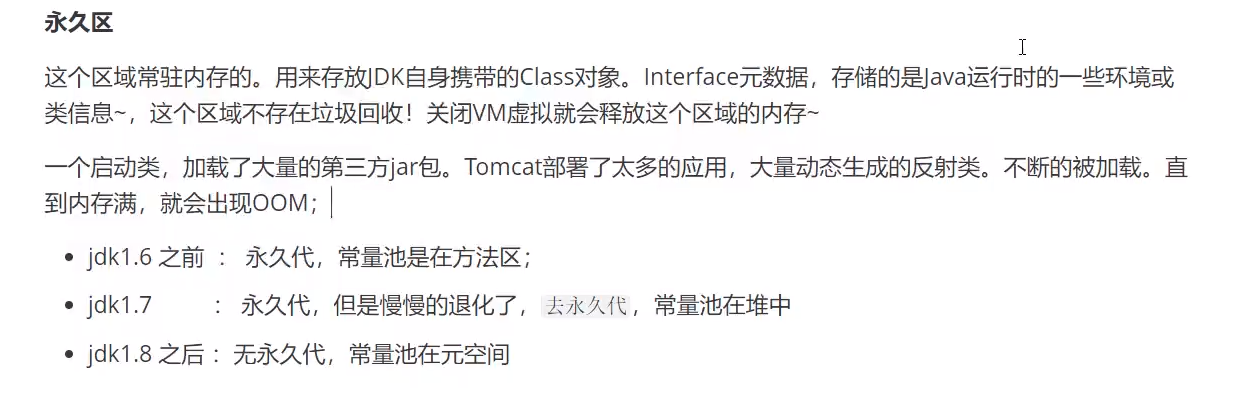 永久区
这个区域常驻内存的。用来存放JDK自身携带的Class对象。Interface元数据，存储的是Java运行时的一些环境或
类信息~，这个区域不存在垃圾回收！关闭VM虚拟就会释放这个区域的内存~
一个启动类，加载了大量的第三方jar包。Tomcat部署了太多的应用，大量动态生成的反射类。不断的被加载。直
到内存满，就会出现OOM；
• jdk1.6 之前 ： 永久代，常量池是在方法区；
• jdk1.7 ： 永久代，但是慢慢的退化了，去永久代，常量池在堆中
• jdk1.8 之后 ：无永久代，常量池在元空间